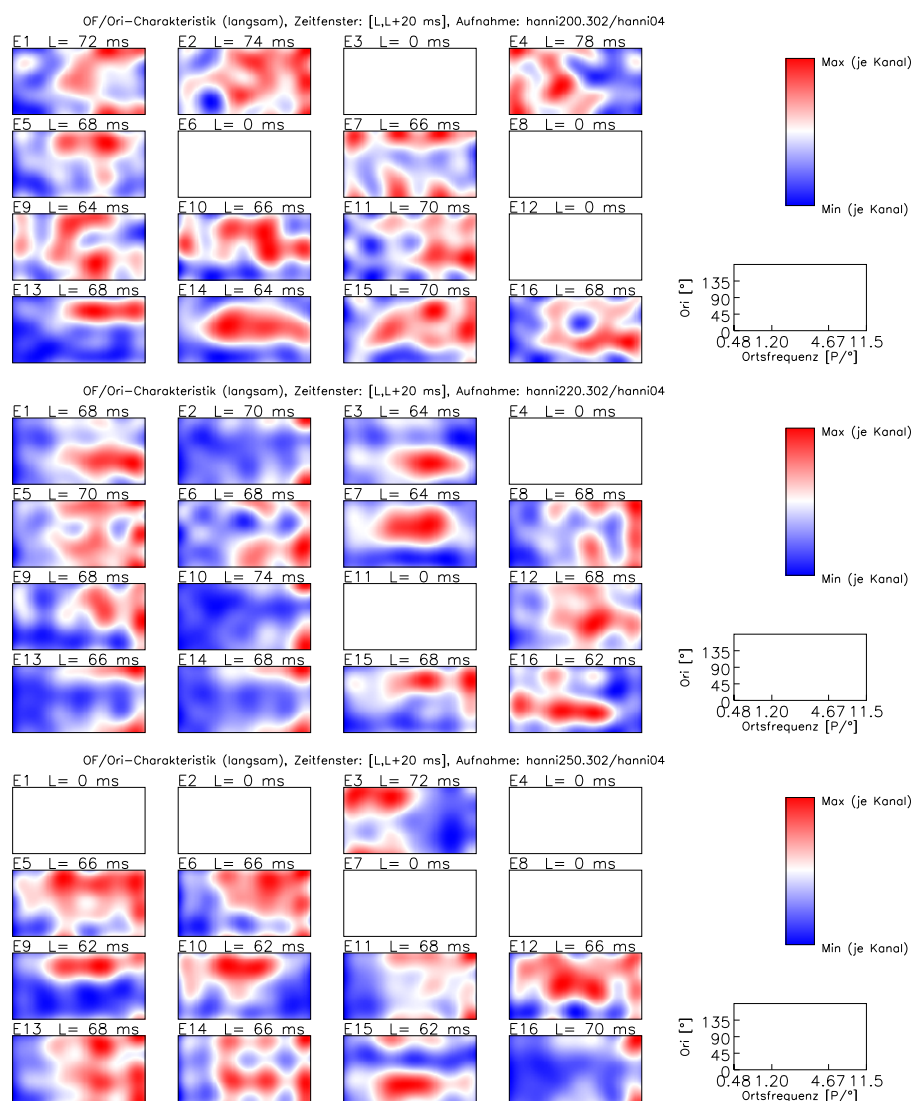 OF/Ori-Charakteristik (langsam), Zeitfenster: [L,L+20 ms], Aufnahme: hanni200.302/hanni04
E1 L= 72 ms E2 L= 74 ms E3 L= 0 ms E4 L= 78 ms
Max (je Kanal)
E5 L= 68 ms E6 L= 0 ms E7 L= 66 ms E8 L= 0 ms
E9 L= 64 ms E10 L= 66 ms E11 L= 70 ms E12 L= 0 ms
Min (je Kanal)
E13 L= 68 ms E14 L= 64 ms E15 L= 70 ms E16 L= 68 ms
Ori [°]
135
90
45
0
0.48 1.20 4.67 11.5
Ortsfrequenz [P/°]
OF/Ori-Charakteristik (langsam), Zeitfenster: [L,L+20 ms], Aufnahme: hanni220.302/hanni04
E1 L= 68 ms E2 L= 70 ms E3 L= 64 ms E4 L= 0 ms
Max (je Kanal)
E5 L= 70 ms E6 L= 68 ms E7 L= 64 ms E8 L= 68 ms
E9 L= 68 ms E10 L= 74 ms E11 L= 0 ms E12 L= 68 ms
Min (je Kanal)
E13 L= 66 ms E14 L= 68 ms E15 L= 68 ms E16 L= 62 ms
Ori [°]
135
90
45
0
0.48 1.20 4.67 11.5
Ortsfrequenz [P/°]
OF/Ori-Charakteristik (langsam), Zeitfenster: [L,L+20 ms], Aufnahme: hanni250.302/hanni04
E1 L= 0 ms E2 L= 0 ms E3 L= 72 ms E4 L= 0 ms
Max (je Kanal)
E5 L= 66 ms E6 L= 66 ms E7 L= 0 ms E8 L= 0 ms
E9 L= 62 ms E10 L= 62 ms E11 L= 68 ms E12 L= 66 ms
Min (je Kanal)
E13 L= 68 ms E14 L= 66 ms E15 L= 62 ms E16 L= 70 ms
Ori [°]
135
90
45
0
0.48 1.20 4.67 11.5
Ortsfrequenz [P/°]